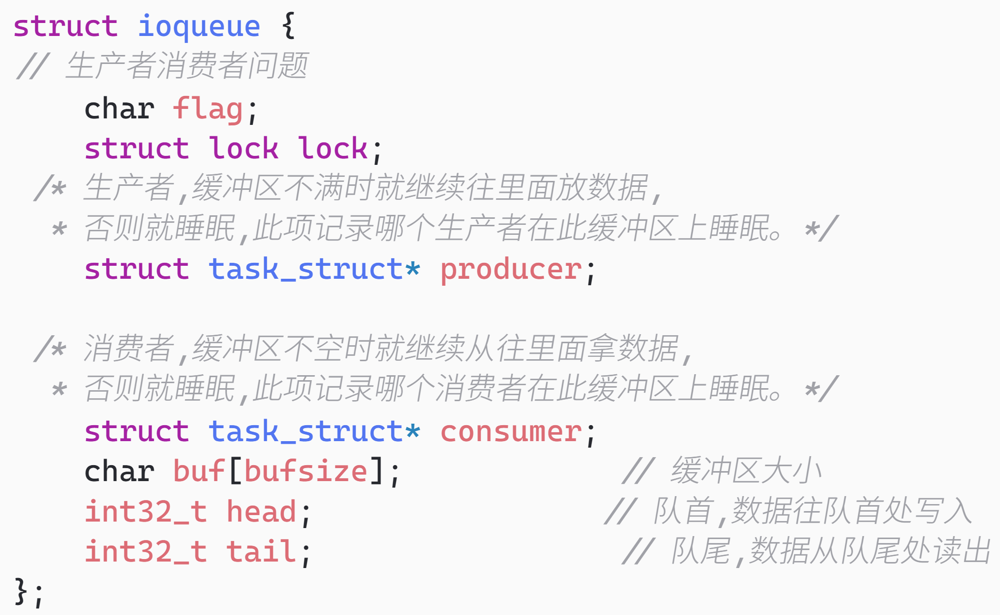 struct ioqueue {
// 生产者消费者问题
char flag;
struct lock lock;
/* 生产者,缓冲区不满时就继续往里面放数据,
* 否则就睡眠,此项记录哪个生产者在此缓冲区上睡眠。*/
struct task_struct* producer;
/* 消费者,缓冲区不空时就继续从往里面拿数据,
* 否则就睡眠,此项记录哪个消费者在此缓冲区上睡眠。*/
struct task_struct* consumer;
char buf[bufsize]; // 缓冲区大小
int32_t head; // 队首,数据往队首处写入
int32_t tail; // 队尾,数据从队尾处读出
};